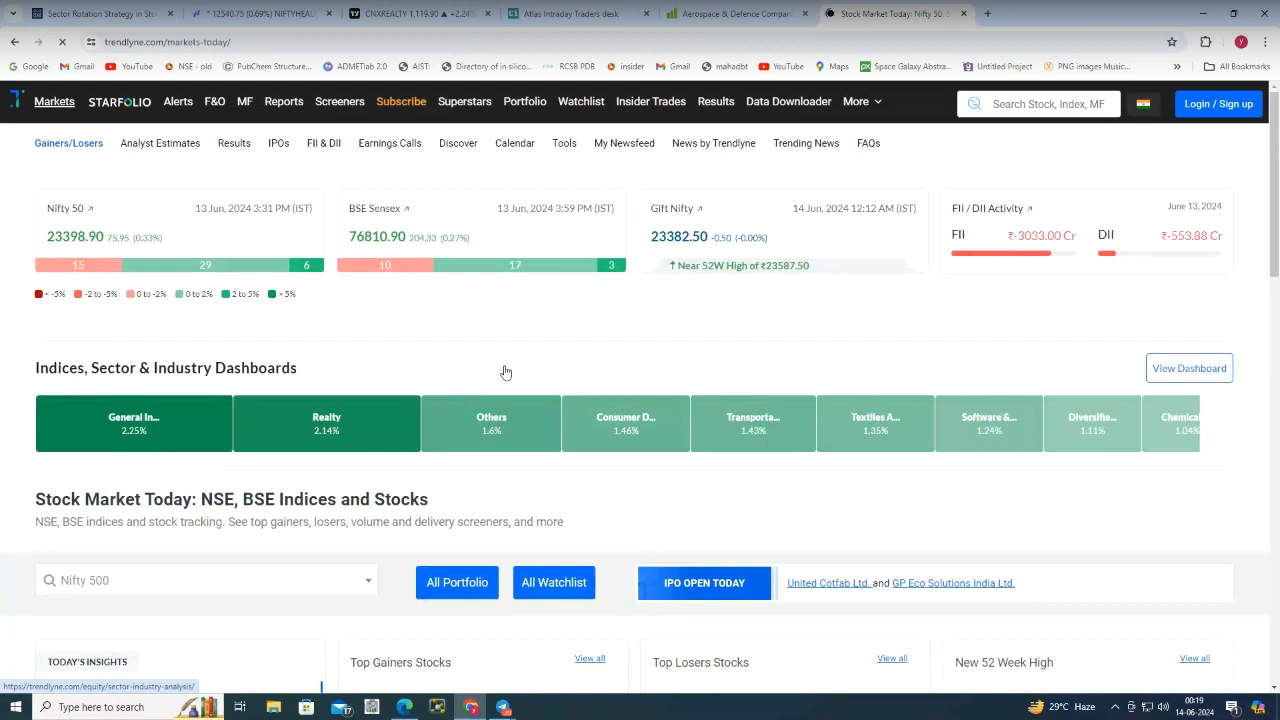 Sector Rotation System
12540.75 (0.69%) NIFTYHEAL
CNXREALTY 1,119.90 ▲ +2.24
Atlas Intraday Traders desk
Aerospace & Defence Compan
Stock Market Today: Nifty 50, S
trendlyne.com/markets-today/
Google
Gmail
YouTube
NSE - old
PubChem Structure...
ADMETlab 2.0
AIST:
Directory of in silico...
RCSB PDB
insider
Gmail
mahadbt
YouTube
Maps
Space Galaxy Abstra...
Untitled Project
PNG images Music...
»
All Bookmarks
Markets STARFOLIO Alerts F&O MF Reports Screeners Subscribe Superstars Portfolio Watchlist Insider Trades Results Data Downloader More
Search Stock, Index, MF
Login / Sign up
Gainers/Losers Analyst Estimates Results IPOs FII & DII Earnings Calls Discover Calendar Tools My Newsfeed News by Trendlyne Trending News FAQs
Nifty 50 ↗ 13 Jun, 2024 3:31 PM (IST)
23398.90 75.95 (0.33%)
15 29 6
BSE Sensex ↗ 13 Jun, 2024 3:59 PM (IST)
76810.90 204.33 (0.27%)
10 17 3
Gift Nifty ↗ 14 Jun, 2024 12:12 AM (IST)
23382.50 -0.50 (-0.00%)
↑ Near 52W High of ₹23587.50
FII / DII Activity ↗ June 13, 2024
FII ₹-3033.00 Cr DII ₹-553.88 Cr
< -5% -2 to -5% 0 to -2% 0 to 2% 2 to 5% > 5%
Indices, Sector & Industry Dashboards
View Dashboard
General In...
2.25%
Realty
2.14%
Others
1.6%
Consumer D...
1.46%
Transporta...
1.43%
Textiles A...
1.35%
Software &...
1.24%
Diversifie...
1.11%
Chemical
1.04%
Stock Market Today: NSE, BSE Indices and Stocks
NSE, BSE indices and stock tracking. See top gainers, losers, volume and delivery screeners, and more
Nifty 500
All Portfolio
All Watchlist
IPO OPEN TODAY
United Cotfab Ltd. and GP Eco Solutions India Ltd.
TODAY'S INSIGHTS
Top Gainers Stocks View all
Top Losers Stocks View all
New 52 Week High View all
https://trendlyne.com/equity/sector-industry-analysis/
Type here to search
17
29°C Haze
00:19
14-06-2024